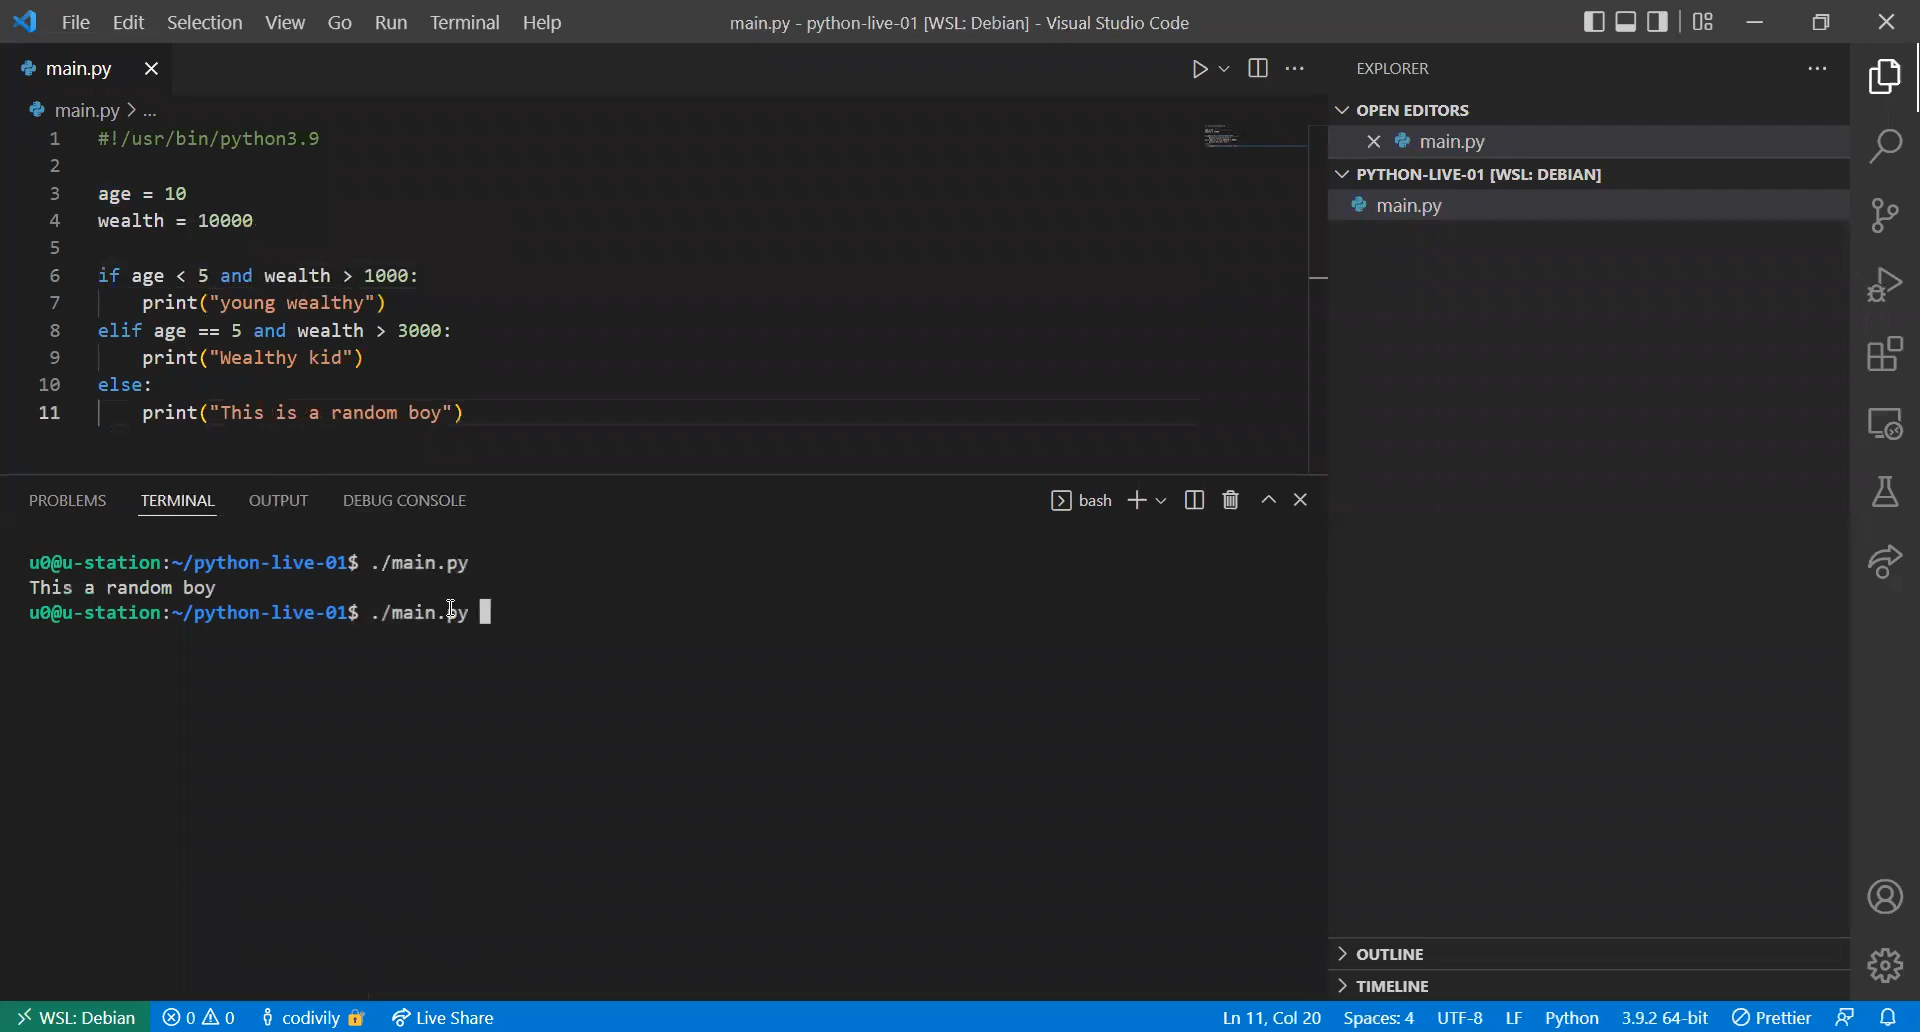 File Edit Selection View Go Run Terminal Help main.py - python-live-01 [WSL: Debian] - Visual Studio Code
main.py
main.py > ...
1 #!/usr/bin/python3.9
2
3 age = 10
4 wealth = 10000
5
6 if age < 5 and wealth > 1000:
7 print("young wealthy")
8 elif age == 5 and wealth > 3000:
9 print("Wealthy kid")
10 else:
11 print("This is a random boy")
EXPLORER
OPEN EDITORS
main.py
PYTHON-LIVE-01 [WSL: DEBIAN]
main.py
PROBLEMS TERMINAL OUTPUT DEBUG CONSOLE bash
u0@u-station:~/python-live-01$ ./main.py
This a random boy
u0@u-station:~/python-live-01$ ./main.py
OUTLINE
TIMELINE
WSL: Debian 0 0 codivily Live Share Ln 11, Col 20 Spaces: 4 UTF-8 LF Python 3.9.2 64-bit Prettier